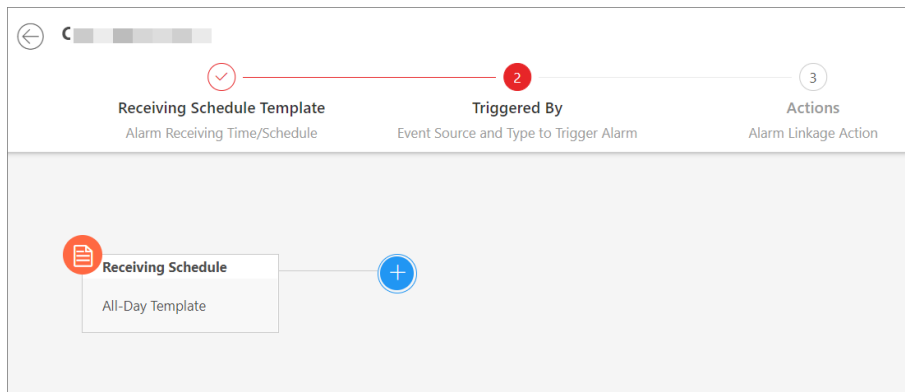 2
3
Receiving Schedule Template
Triggered By
Actions
Alarm Receiving Time/Schedule
Event Source and Type to Trigger Alarm
Alarm Linkage Action
Receiving Schedule
All-Day Template